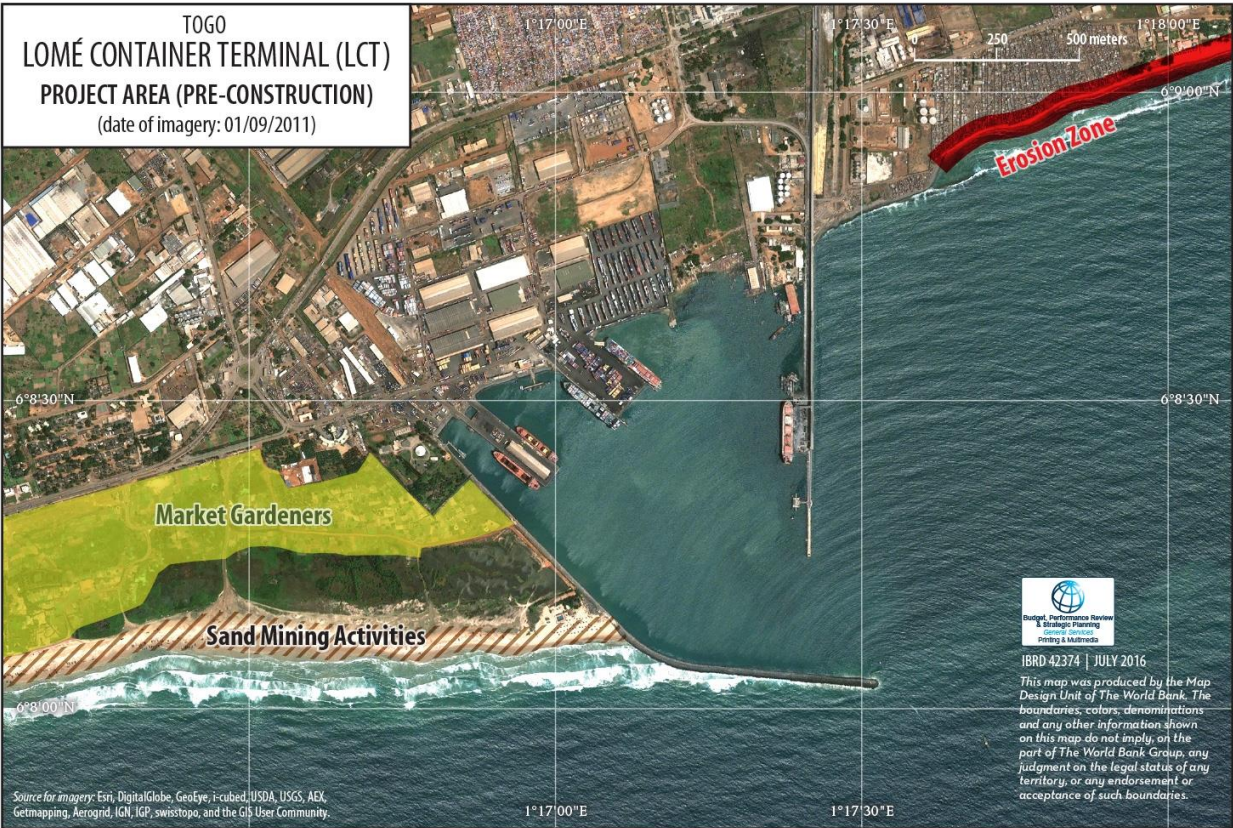 TOGO
LOMÉ CONTAINER TERMINAL (LCT)
PROJECT AREA (PRE-CONSTRUCTION)
(date of imagery: 01/09/2011)
1°17'00"E
1°17'30"E
1°18'00"E
0 250 500 meters
6°9'00"N
Erosion Zone
6°8'30"N
6°8'30"N
Market Gardeners
Sand Mining Activities
6°8'00"N
Budget, Performance Review
& Strategic Planning
General Services
Printing & Multimedia
IBRD 42374 | JULY 2016
This map was produced by the Map
Design Unit of The World Bank. The
boundaries, colors, denominations
and any other information shown
on this map do not imply, on the
part of The World Bank Group, any
judgment on the legal status of any
territory, or any endorsement or
acceptance of such boundaries.
Source for imagery: Esri, DigitalGlobe, GeoEye, i-cubed, USDA, USGS, AEX,
Getmapping, Aerogrid, IGN, IGP, swisstopo, and the GIS User Community.
1°17'00"E
1°17'30"E